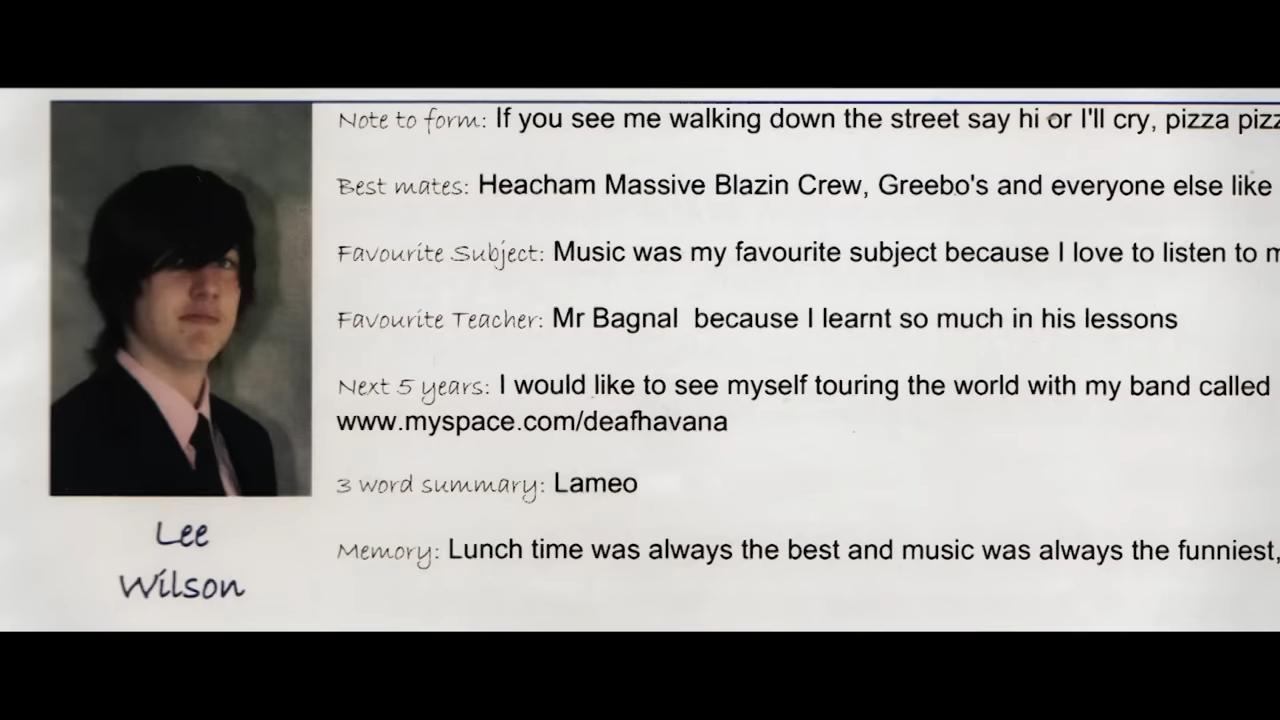 Note to form: If you see me walking down the street say hi or I'll cry, pizza
Best mates: Heacham Massive Blazin Crew, Greebo's and everyone else like
Favourite Subject: Music was my favourite subject because I love to listen to
Favourite Teacher: Mr Bagnal because I learnt so much in his lessons
Next 5 years: I would like to see myself touring the world with my band called
www.myspace.com/deafhavana
3 word summary: Lameo
Memory: Lunch time was always the best and music was always the funniest,
Lee
Wilson